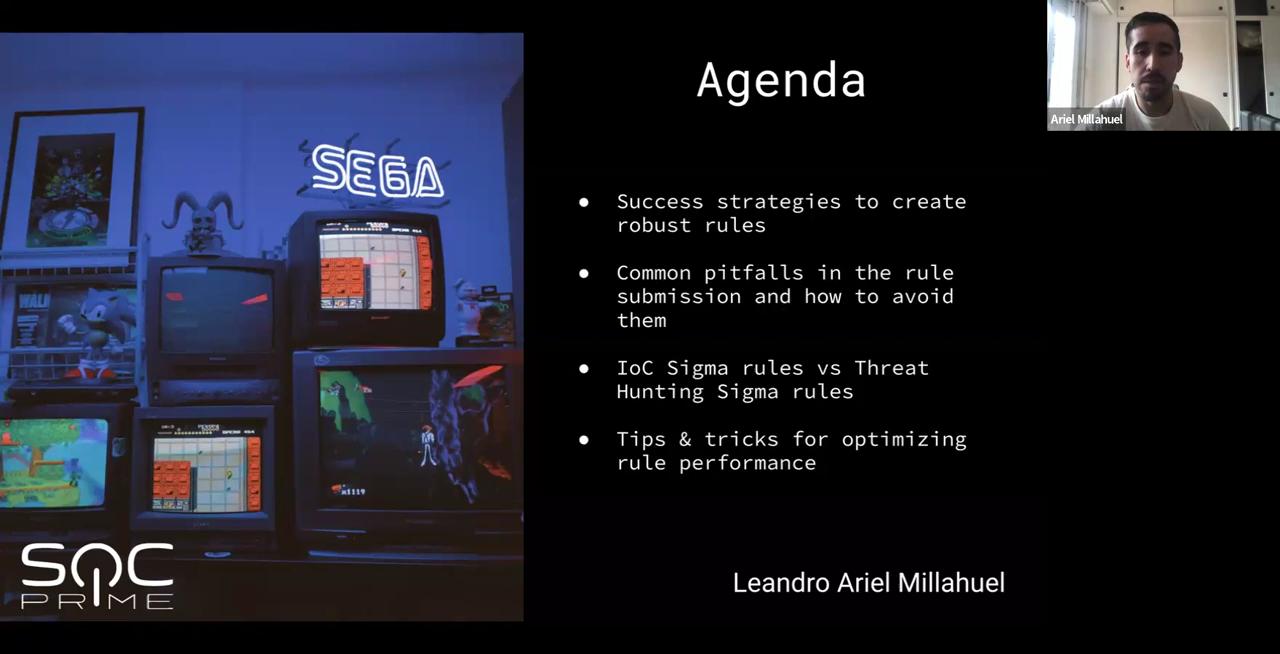 Agenda
Ariel Millahuel
SEGA
Success strategies to create
robust rules
Common pitfalls in the rule
submission and how to avoid
them
IoC Sigma rules vs Threat
Hunting Sigma rules
Tips & tricks for optimizing
rule performance
x1119
SOC
PRIME
Leandro Ariel Millahuel